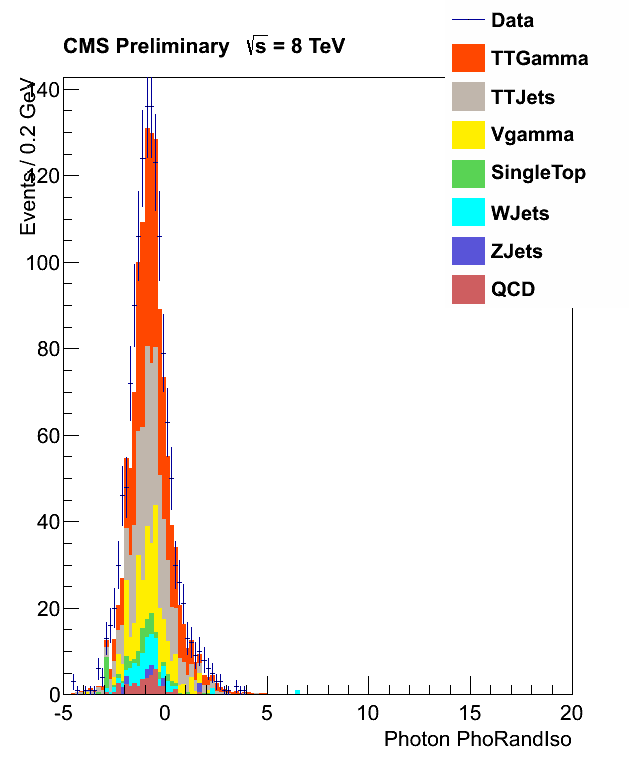 CMS Preliminary √s = 8 TeV
Data
TTGamma
TTJets
Vgamma
SingleTop
WJets
ZJets
QCD
Events / 0.2 GeV
140
120
100
80
60
40
20
0
-5 0 5 10 15 20
Photon PhoRandIso